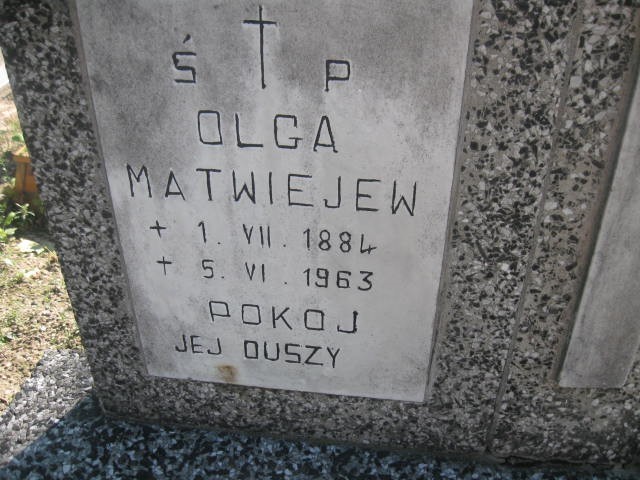 Ś P
OLGA
MATWIEJEW
+ 1. VII. 1884
+ 5. VI. 1963
POKOJ
JEJ DUSZY